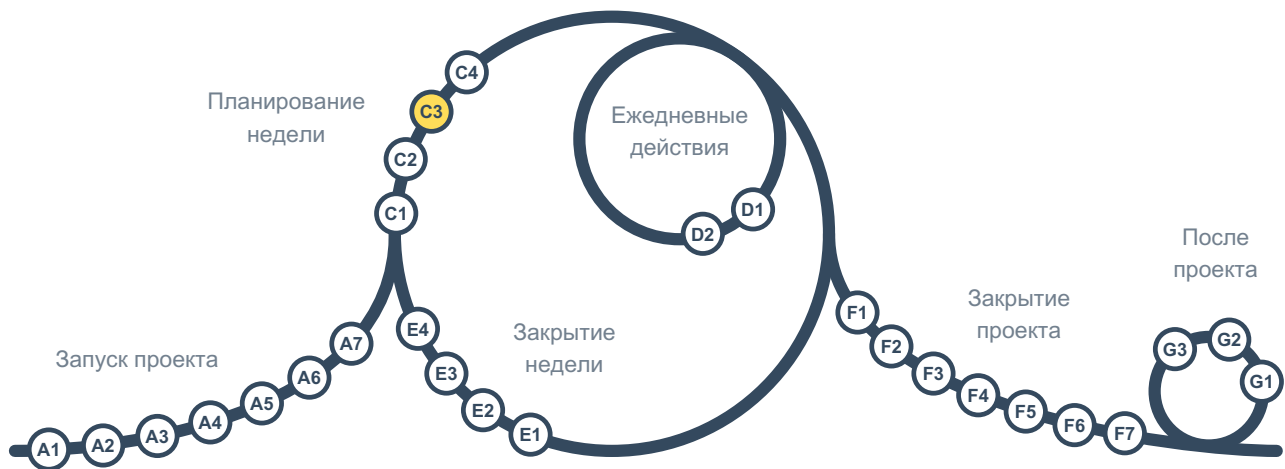 Запуск проекта
A1
A2
A3
A4
A5
A6
A7
Планирование
недели
C1
C2
C3
C4
Ежедневные
действия
D1
D2
Закрытие
недели
E1
E2
E3
E4
Закрытие
проекта
F1
F2
F3
F4
F5
F6
F7
После
проекта
G1
G2
G3